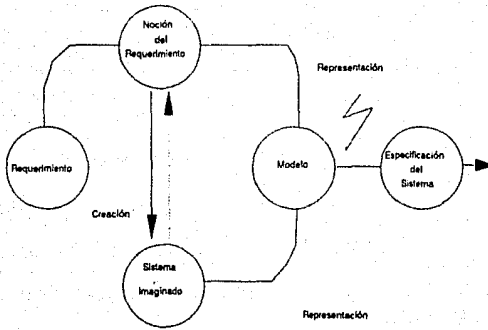 Noción
del
Requerimiento
Representación
Requerimiento
Modelo
Especificación
del
Sistema
Creación
Sistema
Imaginado
Representación